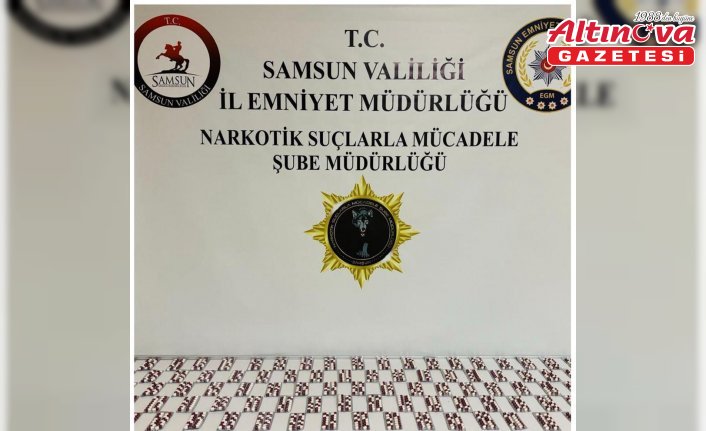 1968'den bugüne
Altınova
GAZETESİ
T.C.
SAMSUN VALİLİĞİ
İL EMNİYET MÜDÜRLÜĞÜ
NARKOTİK SUÇLARLA MÜCADELE
ŞUBE MÜDÜRLÜĞÜ
T.C.
SAMSUN
SAMSUN VALİLİĞİ
SAMSUN EMNİYET
EGM